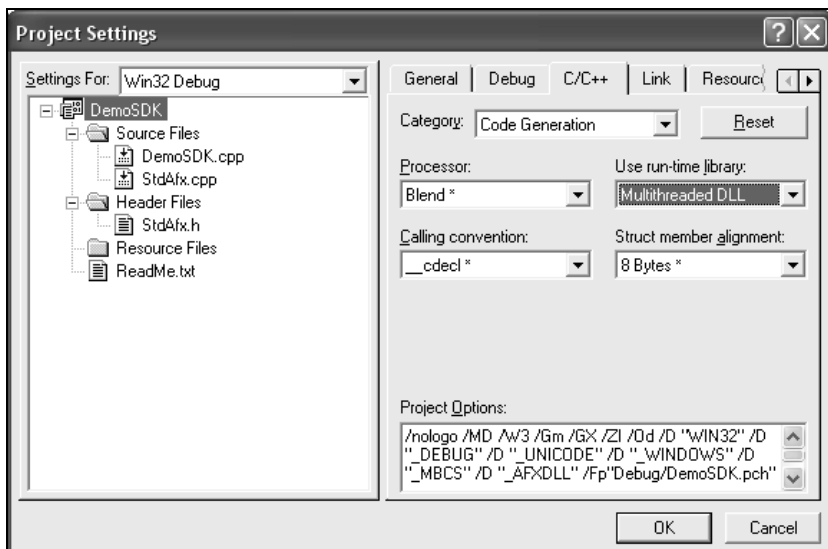 Project Settings
Settings For: Win32 Debug
DemoSDK
Source Files
DemoSDK.cpp
StdAfx.cpp
Header Files
StdAfx.h
Resource Files
ReadMe.txt
General Debug C/C++ Link Resourc
Category: Code Generation Reset
Processor: Use run-time library:
Blend * Multithreaded DLL
Calling convention: Struct member alignment:
__cdecl * 8 Bytes *
Project Options:
/nologo /MD /W3 /Gm /GX /ZI /Od /D "WIN32" /D
"_DEBUG" /D "_UNICODE" /D "_WINDOWS" /D
"_MBCS" /D "_AFXDLL" /Fp"Debug/DemoSDK.pch"
OK Cancel